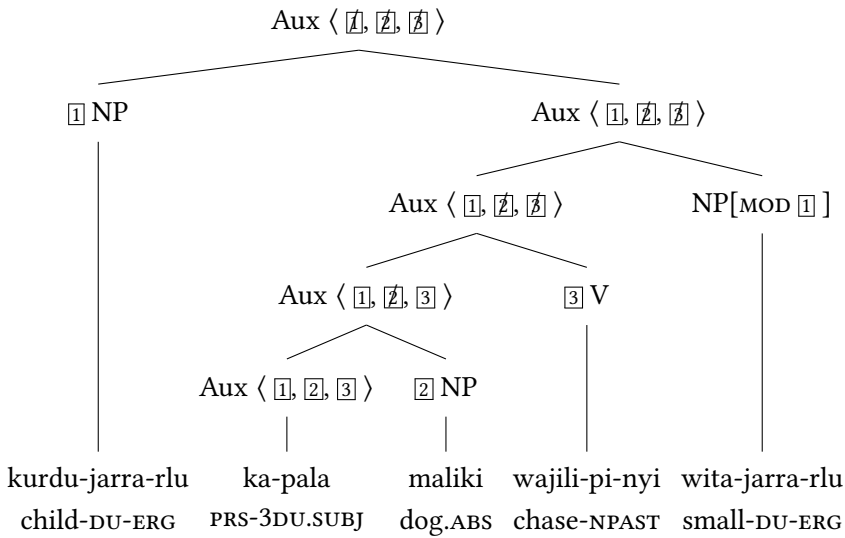 Aux ⟨ 1̸, 2̸, 3̸ ⟩
1 NP Aux ⟨ 1, 2̸, 3̸ ⟩
Aux ⟨ 1, 2̸, 3̸ ⟩ NP[MOD 1 ]
Aux ⟨ 1, 2̸, 3 ⟩ 3 V
Aux ⟨ 1, 2, 3 ⟩ 2 NP
kurdu-jarra-rlu ka-pala maliki wajili-pi-nyi wita-jarra-rlu
child-DU-ERG PRS-3DU.SUBJ dog.ABS chase-NPAST small-DU-ERG